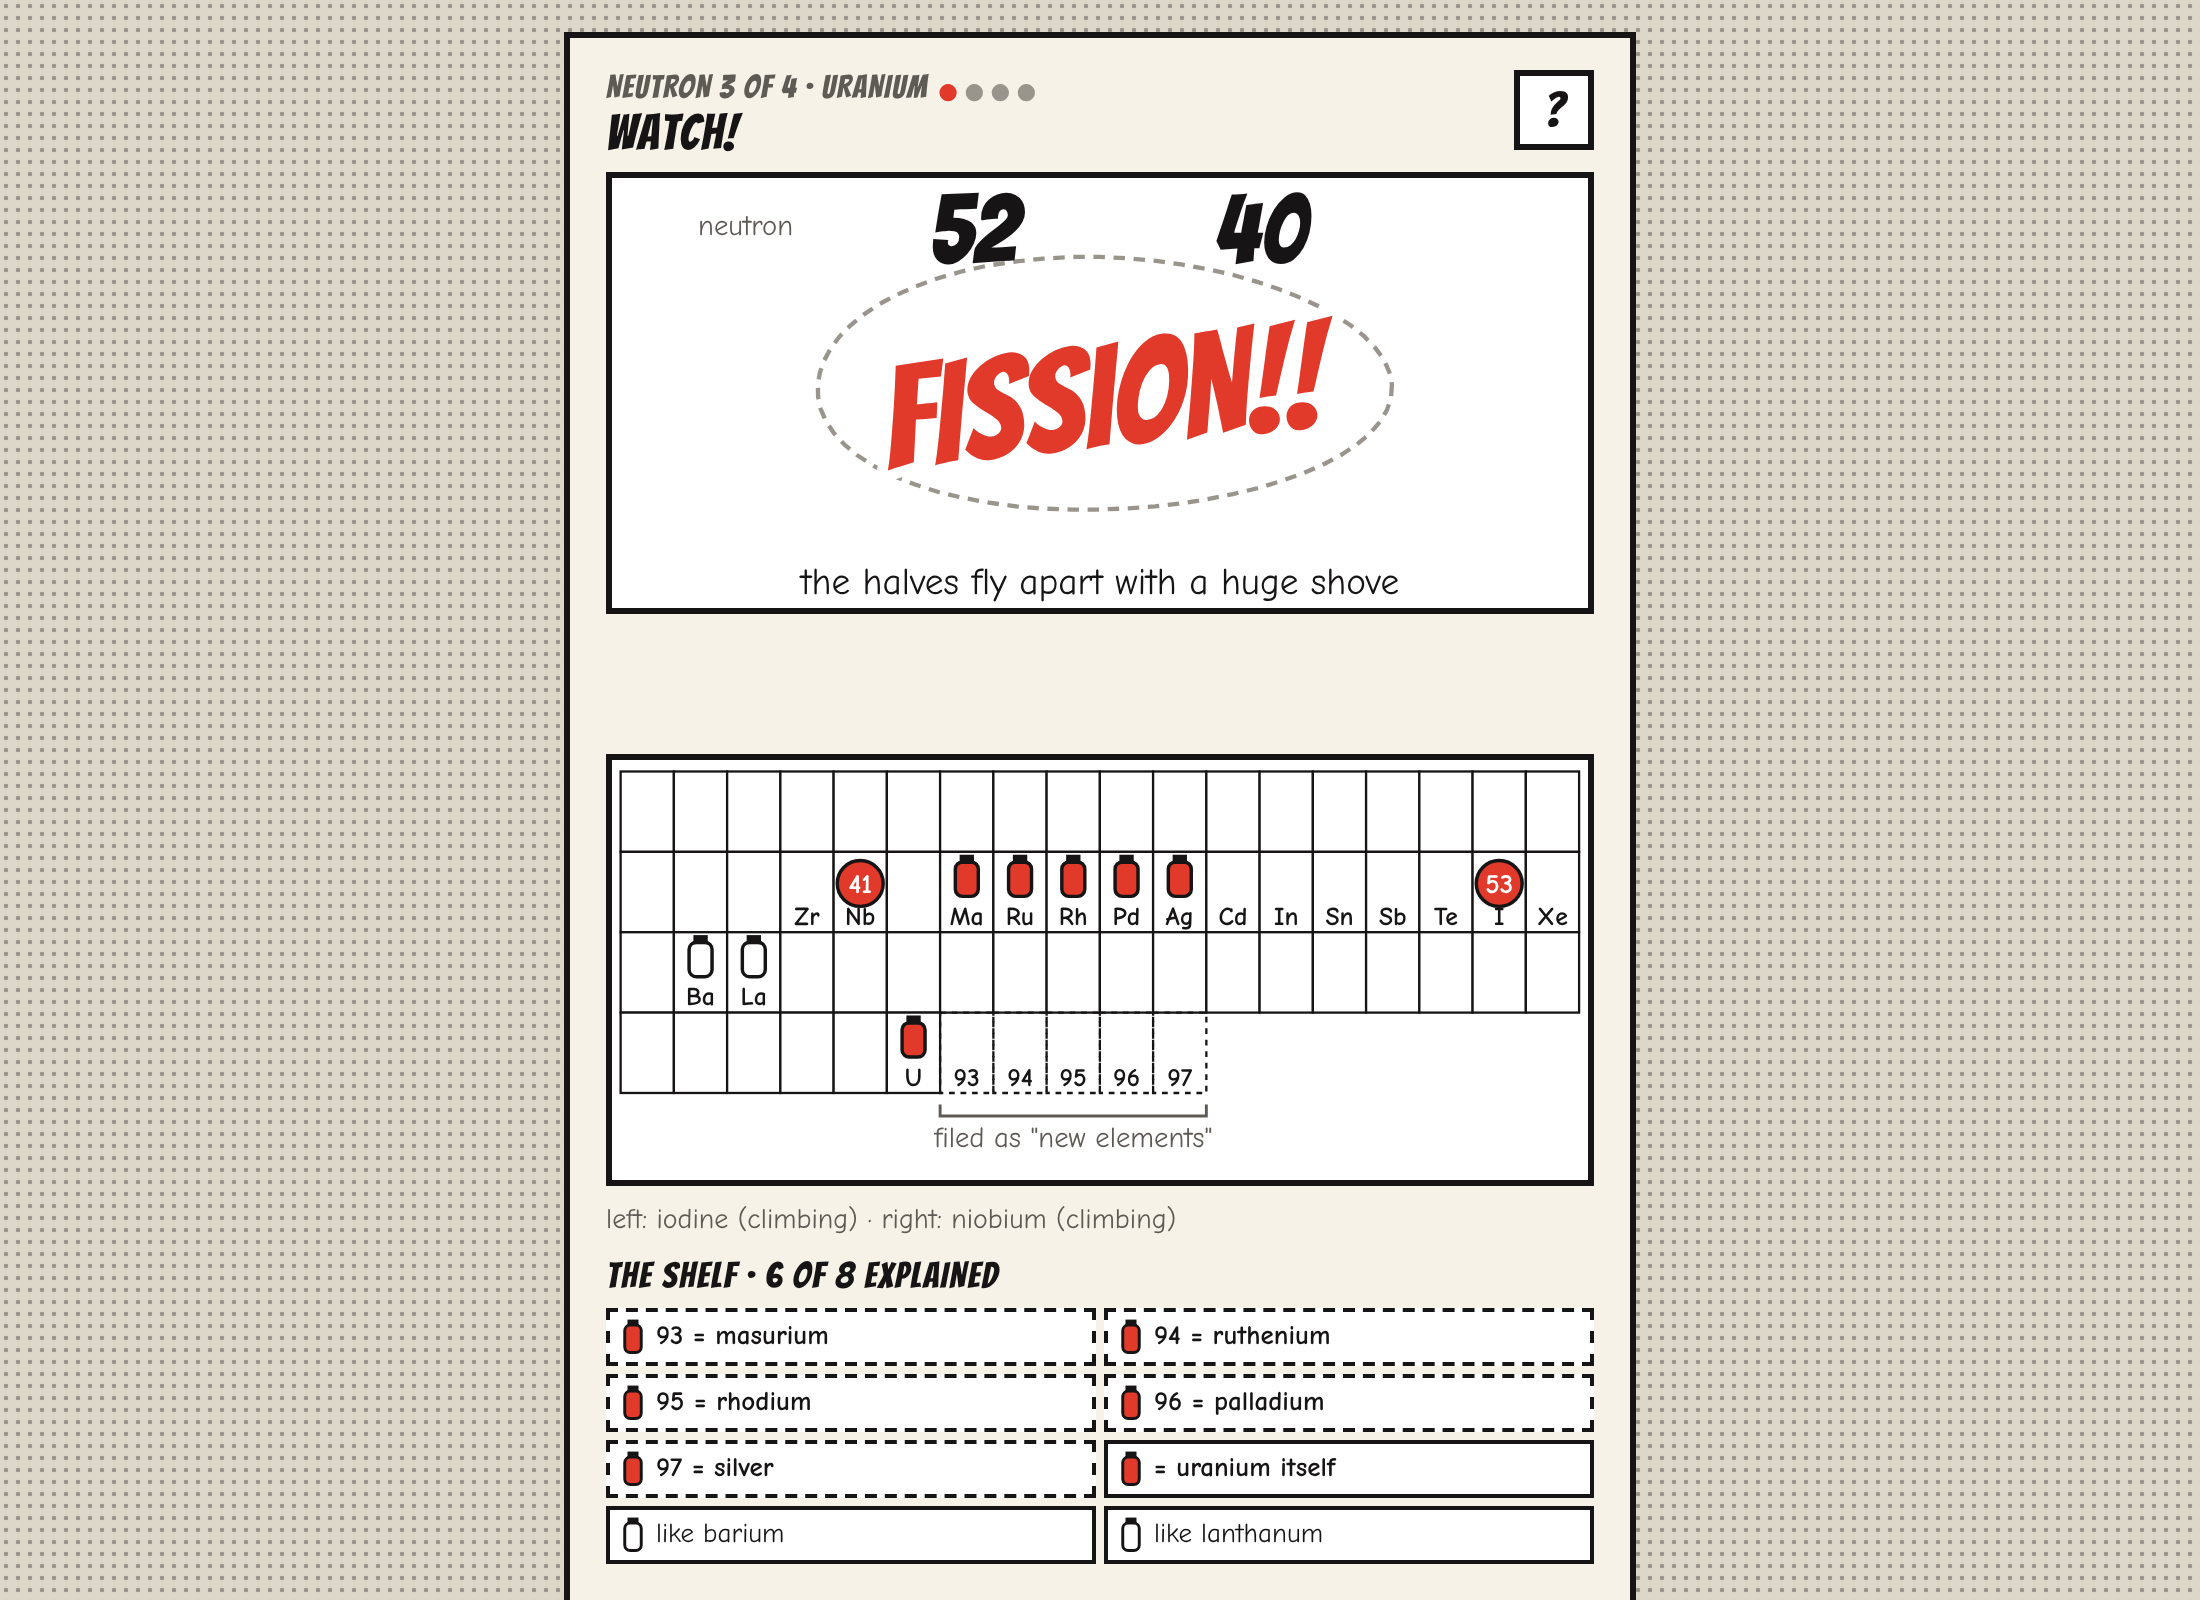 NEUTRON 3 OF 4 · URANIUM
WATCH!
?
neutron
52 40
FISSION!!
the halves fly apart with a huge shove
41 53
Zr Nb Ma Ru Rh Pd Ag Cd In Sn Sb Te I Xe
Ba La
U 93 94 95 96 97
filed as "new elements"
left: iodine (climbing) · right: niobium (climbing)
THE SHELF · 6 OF 8 EXPLAINED
93 = masurium
94 = ruthenium
95 = rhodium
96 = palladium
97 = silver
= uranium itself
like barium
like lanthanum